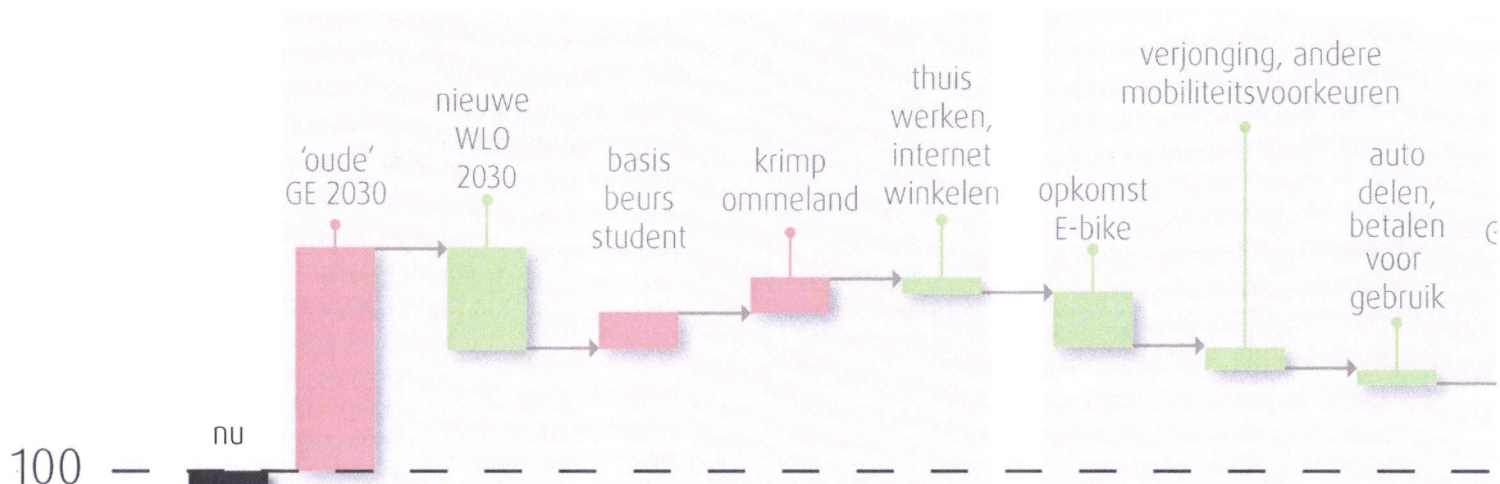 nu
100
'oude'
GE 2030
nieuwe
WLO
2030
basis
beurs
student
krimp
ommeland
thuis
werken,
internet
winkelen
opkomst
E-bike
verjonging, andere
mobiliteitsvoorkeuren
auto
delen,
betalen
voor
gebruik